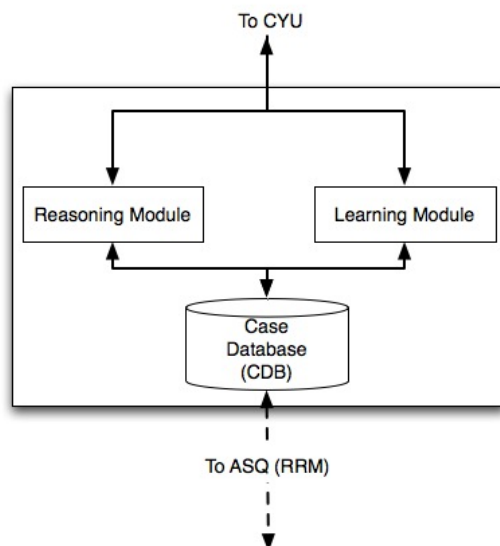 To CYU
Reasoning Module
Learning Module
Case
Database
(CDB)
To ASQ (RRM)